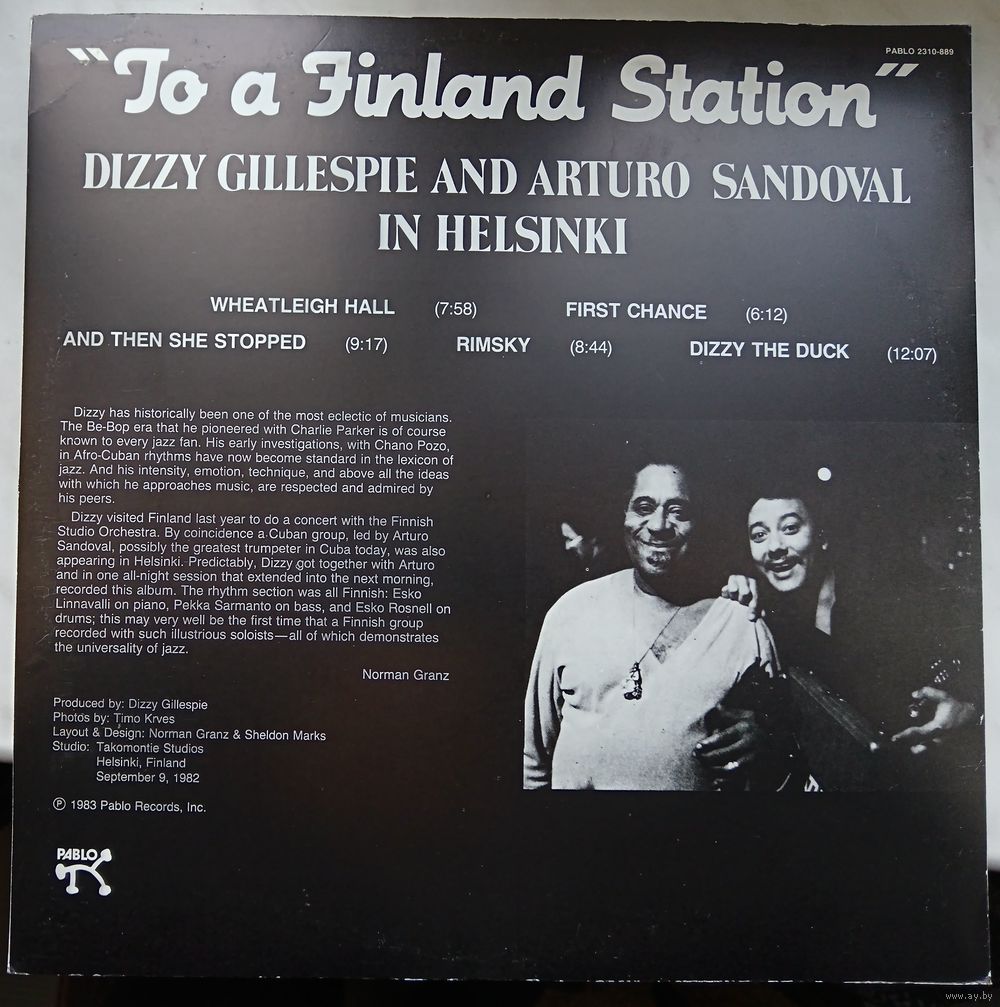 PABLO 2310-889
"To a Finland Station"
DIZZY GILLESPIE AND ARTURO SANDOVAL
IN HELSINKI
WHEATLEIGH HALL (7:58) FIRST CHANCE (6:12)
AND THEN SHE STOPPED (9:17) RIMSKY (8:44) DIZZY THE DUCK (12:07)
Dizzy has historically been one of the most eclectic of musicians.
The Be-Bop era that he pioneered with Charlie Parker is of course
known to every jazz fan. His early investigations, with Chano Pozo,
in Afro-Cuban rhythms have now become standard in the lexicon of
jazz. And his intensity, emotion, technique, and above all the ideas
with which he approaches music, are respected and admired by
his peers.
Dizzy visited Finland last year to do a concert with the Finnish
Studio Orchestra. By coincidence a Cuban group, led by Arturo
Sandoval, possibly the greatest trumpeter in Cuba today, was also
appearing in Helsinki. Predictably, Dizzy got together with Arturo
and in one all-night session that extended into the next morning,
recorded this album. The rhythm section was all Finnish: Esko
Linnavalli on piano, Pekka Sarmanto on bass, and Esko Rosnell on
drums; this may very well be the first time that a Finnish group
recorded with such illustrious soloists—all of which demonstrates
the universality of jazz.
Norman Granz
Produced by: Dizzy Gillespie
Photos by: Timo Krves
Layout & Design: Norman Granz & Sheldon Marks
Studio: Takomontie Studios
Helsinki, Finland
September 9, 1982
℗ 1983 Pablo Records, Inc.
PABLO
www.ay.by